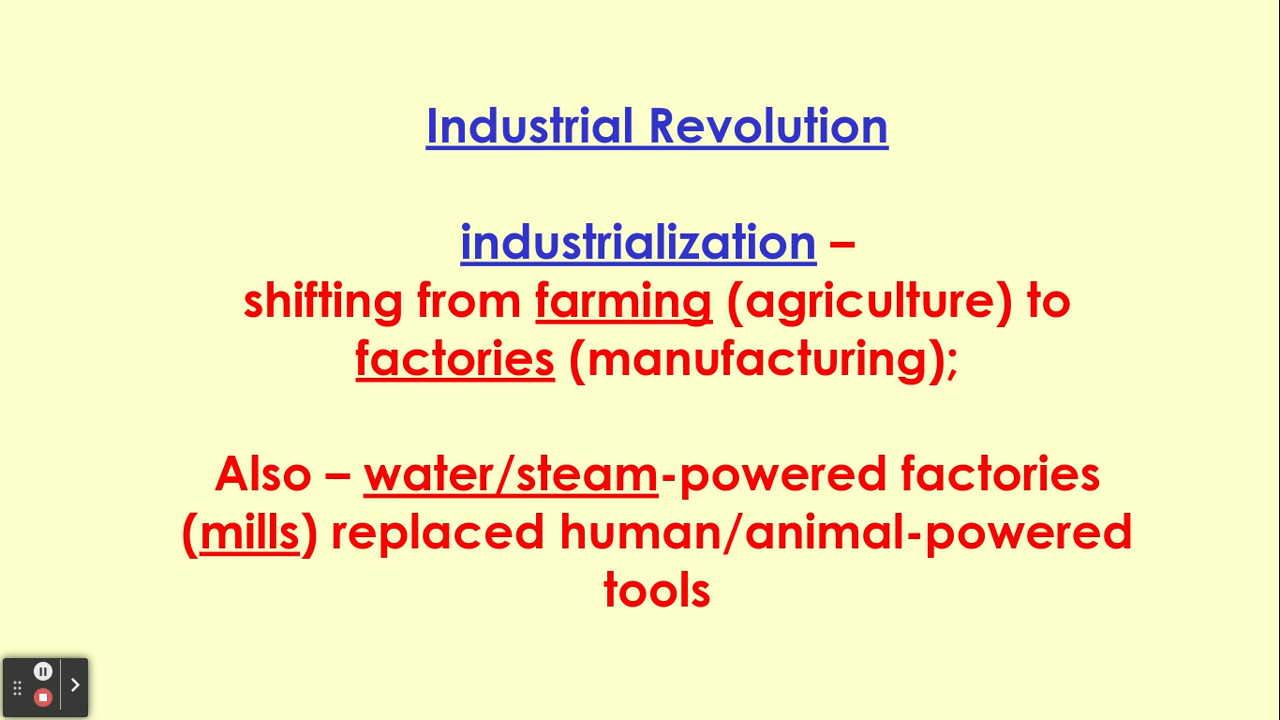 Industrial Revolution
industrialization –
shifting from farming (agriculture) to
factories (manufacturing);
Also – water/steam-powered factories
(mills) replaced human/animal-powered
tools